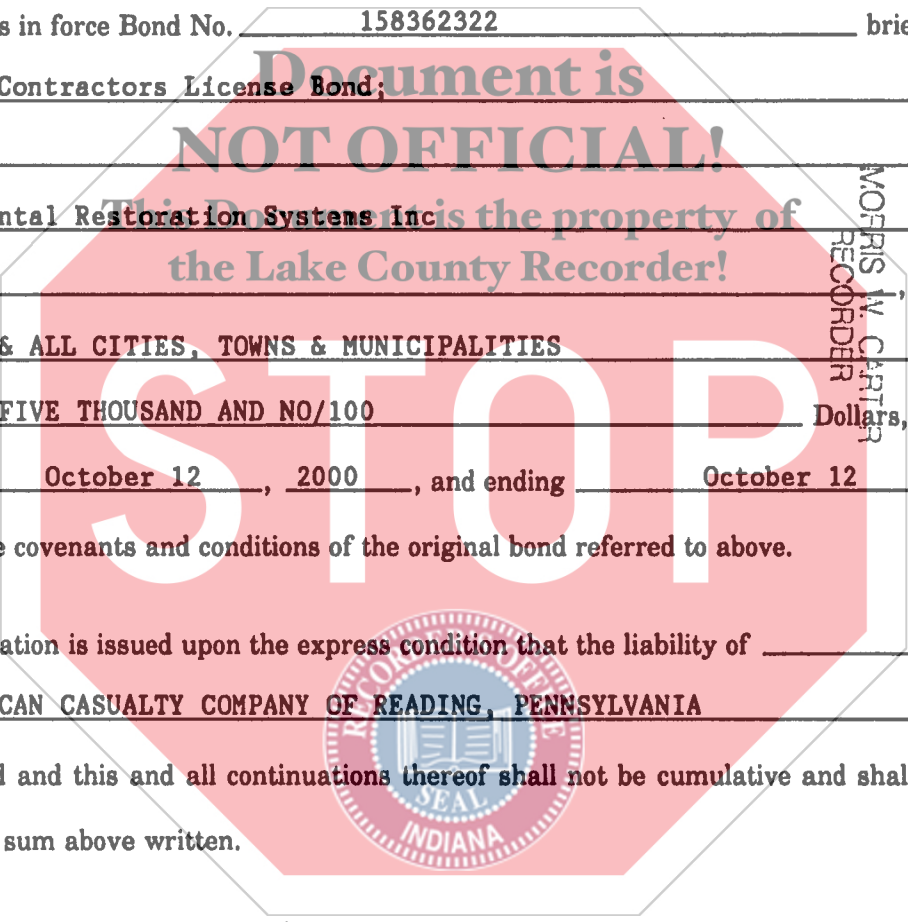 s in force Bond No. 158362322 brie
Contractors License Bond;
ntal Restoration Systems Inc
,
& ALL CITIES, TOWNS & MUNICIPALITIES
FIVE THOUSAND AND NO/100 Dollars,
October 12, 2000, and ending October 12
e covenants and conditions of the original bond referred to above.
ation is issued upon the express condition that the liability of
CAN CASUALTY COMPANY OF READING, PENNSYLVANIA
d and this and all continuations thereof shall not be cumulative and shal
sum above written.
Document is
NOT OFFICIAL!
This Document is the property of
the Lake County Recorder!
STOP
RECORDER'S OFFICE
SEAL
INDIANA
MORRIS W. CARTER
RECORDER